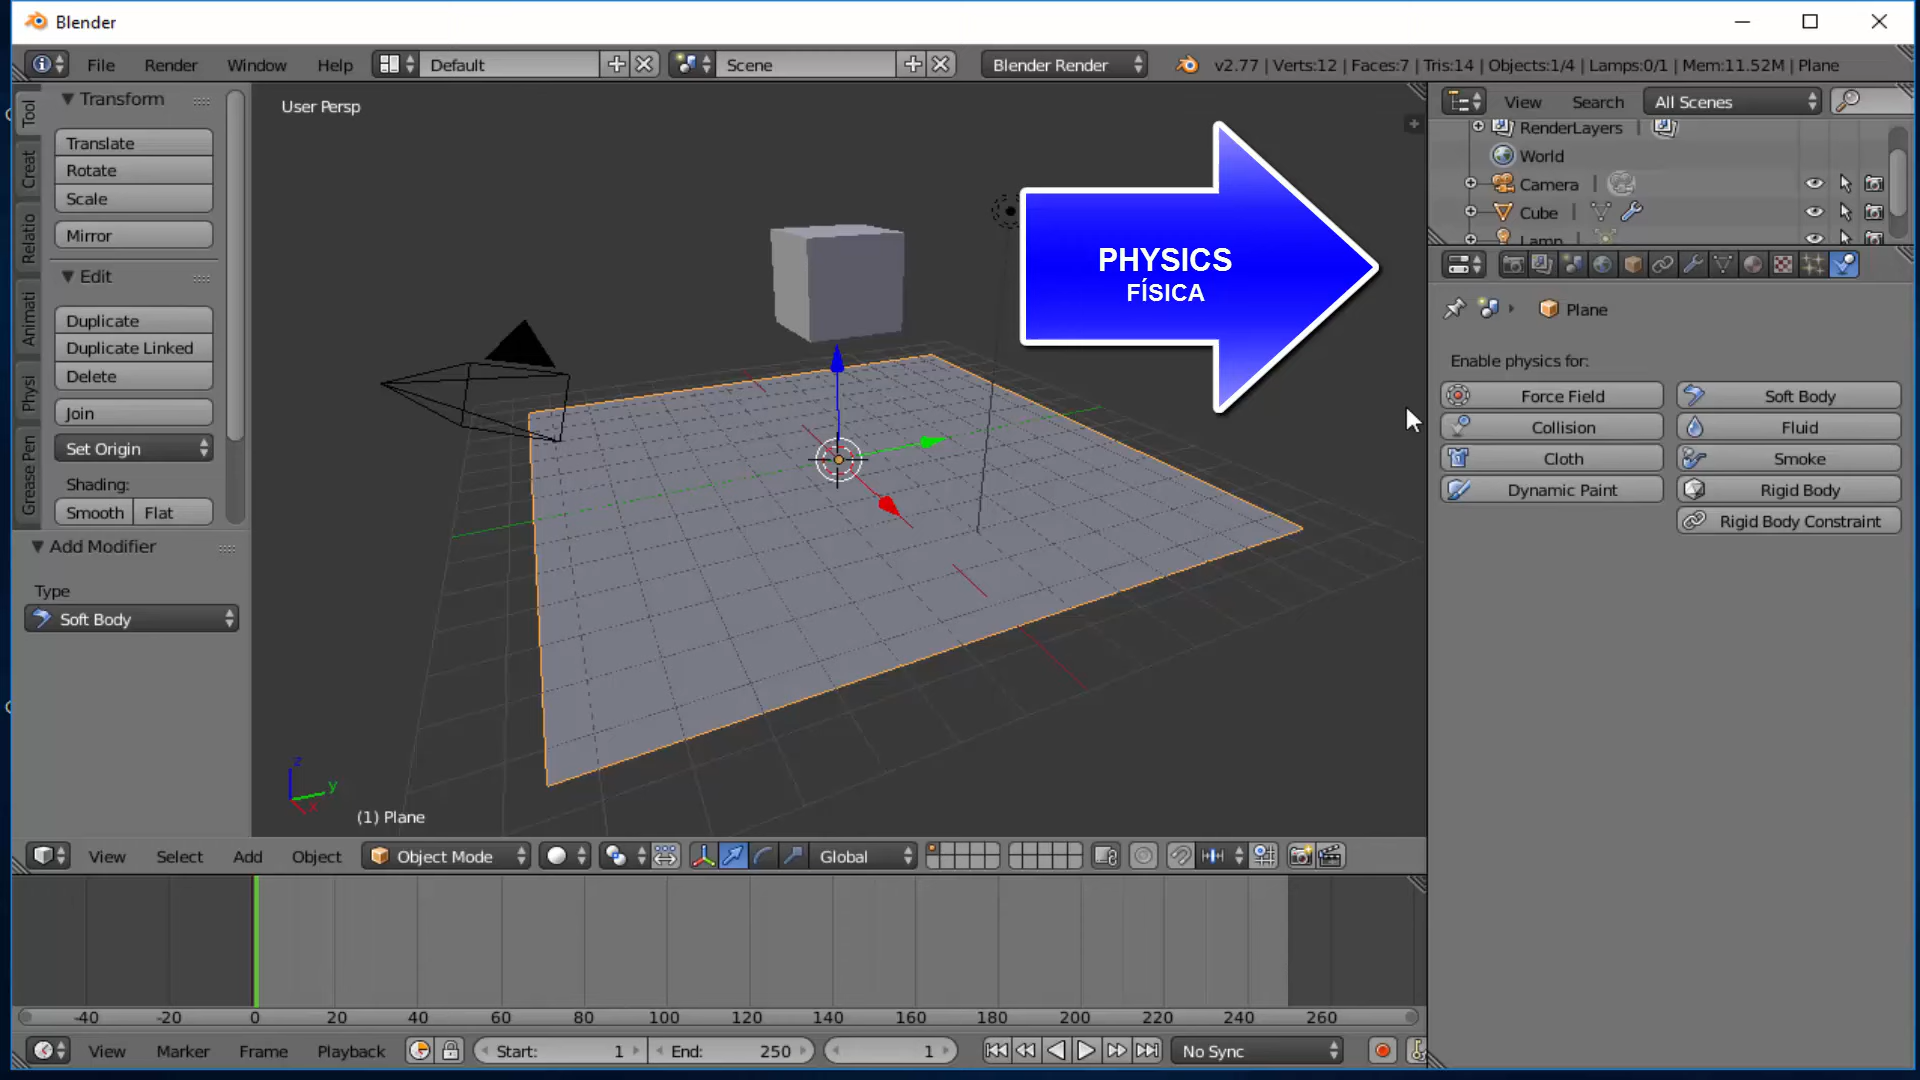 Blender
File Render Window Help Default Scene Blender Render v2.77 | Verts:12 | Faces:7 | Tris:14 | Objects:1/4 | Lamps:0/1 | Mem:11.52M | Plane
Tool
Creat
Relatio
Animati
Physi
Grease Pen
Transform
Translate
Rotate
Scale
Mirror
Edit
Duplicate
Duplicate Linked
Delete
Join
Set Origin
Shading:
Smooth Flat
Add Modifier
Type
Soft Body
User Persp
PHYSICS
FÍSICA
z
y
x
(1) Plane
View Search All Scenes
RenderLayers |
World
Camera |
Cube |
Lamp
Plane
Enable physics for:
Force Field Soft Body
Collision Fluid
Cloth Smoke
Dynamic Paint Rigid Body
Rigid Body Constraint
View Select Add Object Object Mode Global
-40 -20 0 20 40 60 80 100 120 140 160 180 200 220 240 260
View Marker Frame Playback Start: 1 End: 250 1 No Sync